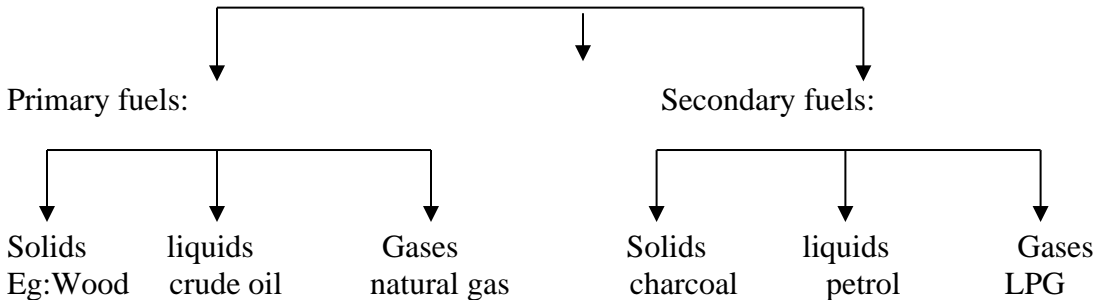 Primary fuels: Secondary fuels:
Solids liquids Gases Solids liquids Gases
Eg:Wood crude oil natural gas charcoal petrol LPG